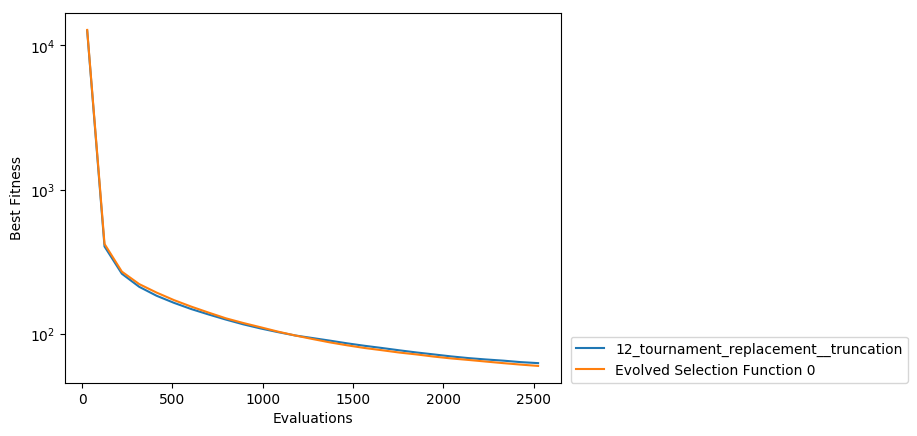 10^4
10^3
10^2
Best Fitness
0 500 1000 1500 2000 2500
Evaluations
12_tournament_replacement__truncation
Evolved Selection Function 0